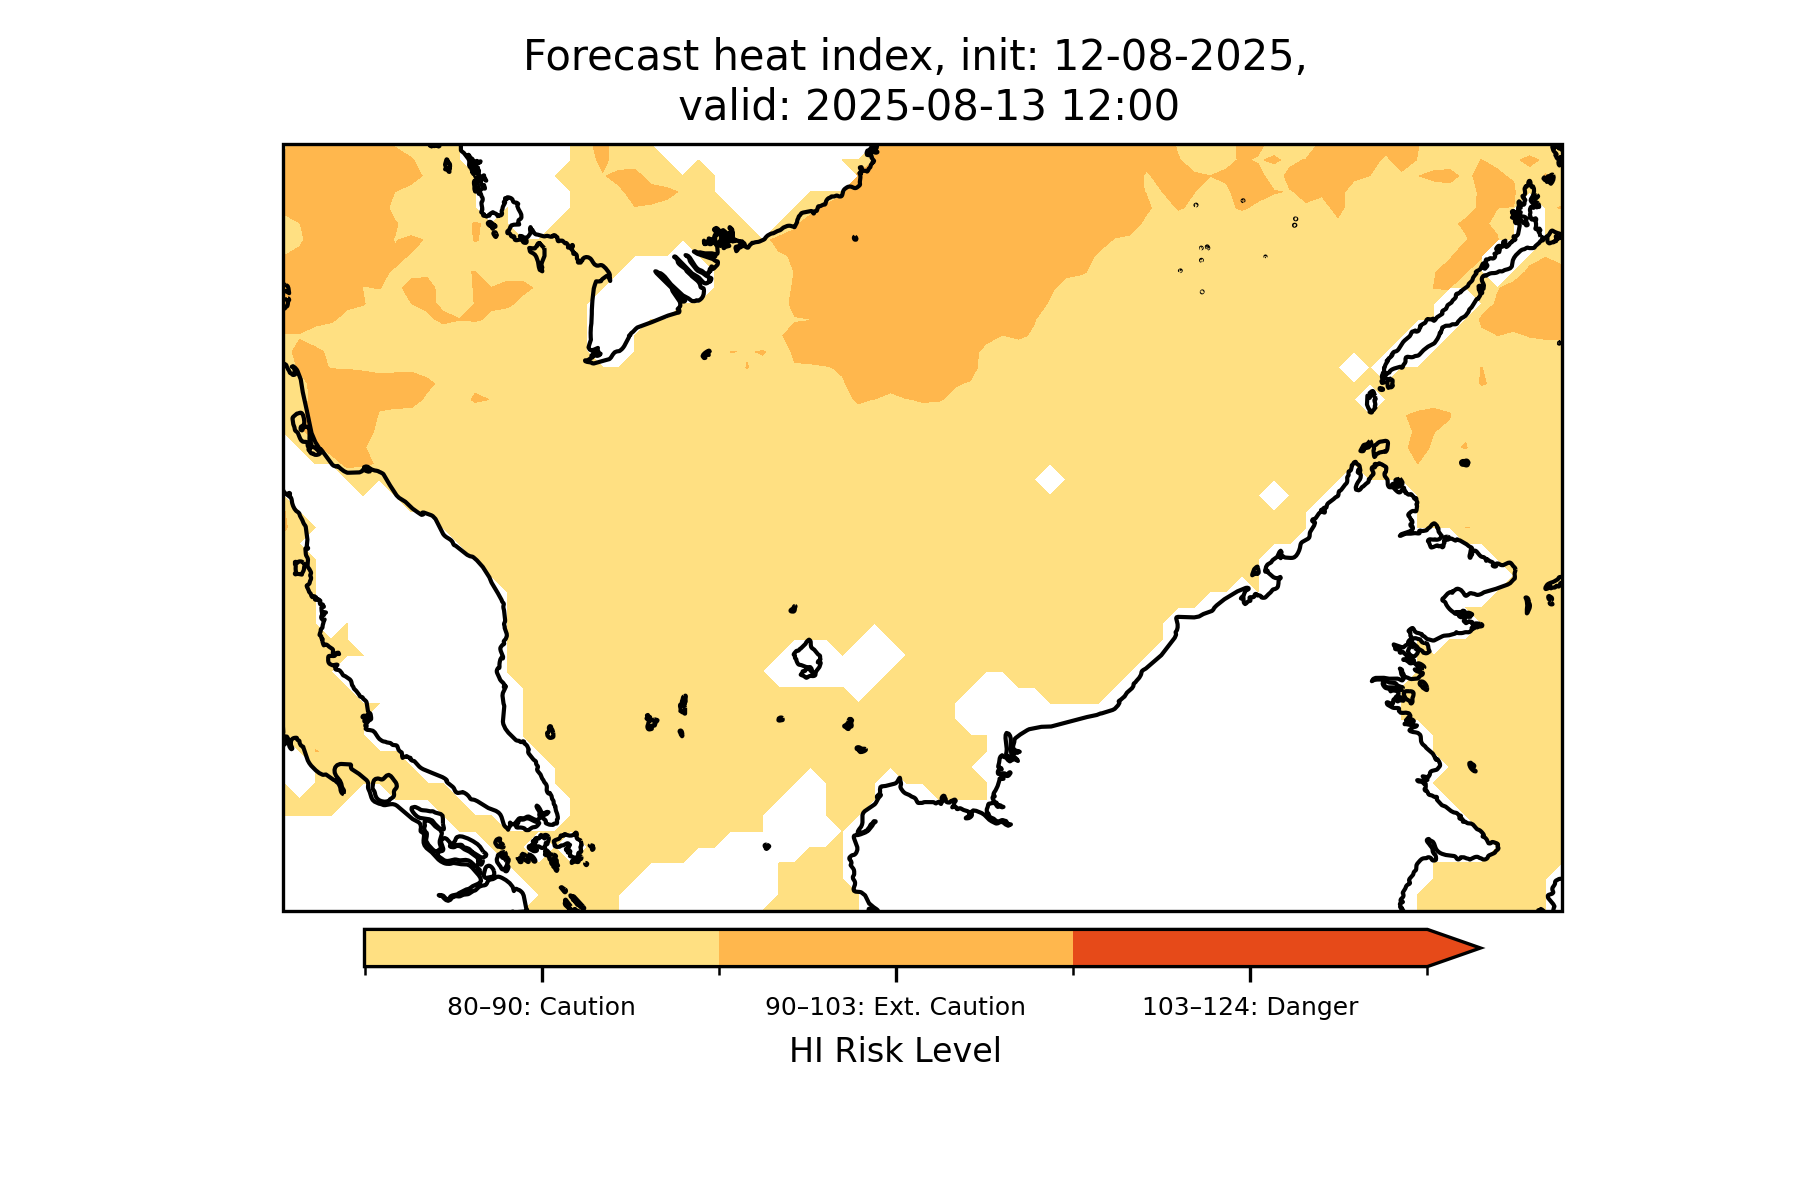 Forecast heat index, init: 12-08-2025,
valid: 2025-08-13 12:00
80–90: Caution
90–103: Ext. Caution
103–124: Danger
HI Risk Level